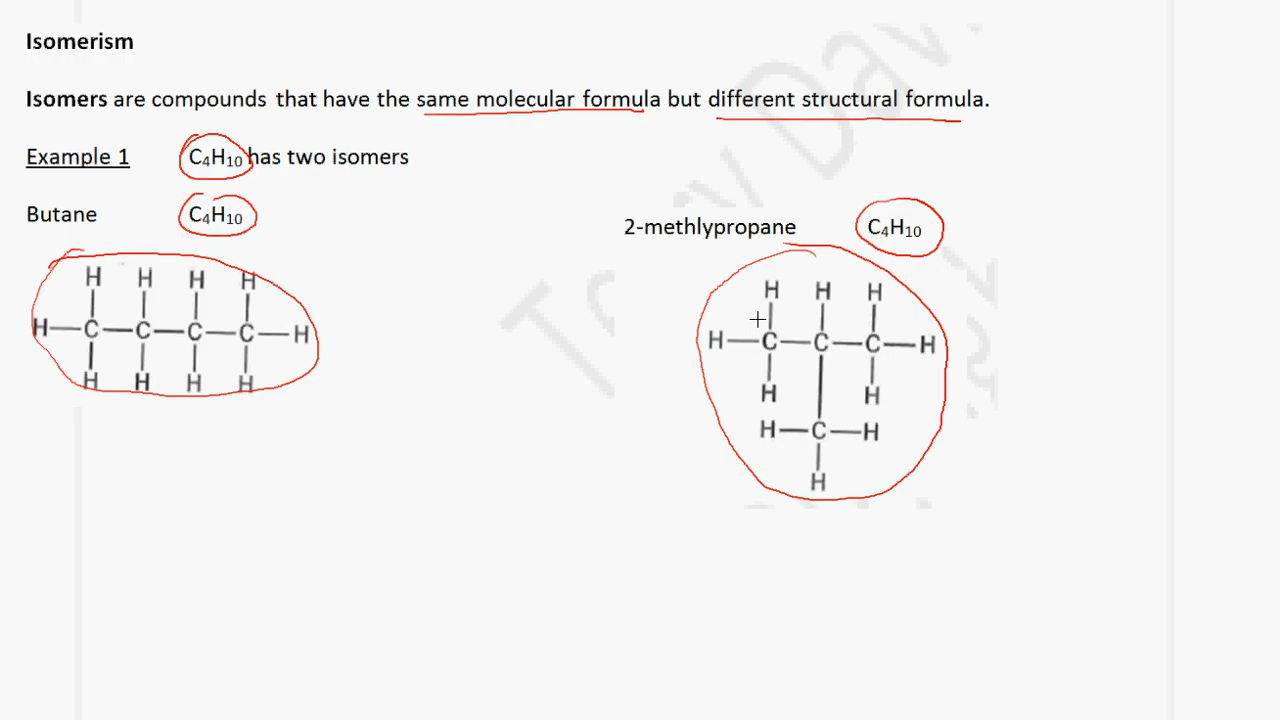 Isomerism
Isomers are compounds that have the same molecular formula but different structural formula.
Example 1 C₄H₁₀ has two isomers
Butane C₄H₁₀
2-methlypropane C₄H₁₀
H H H H
H—C—C—C—C—H
H H H H
H H H
H—C—C—C—H
H H
H—C—H
H